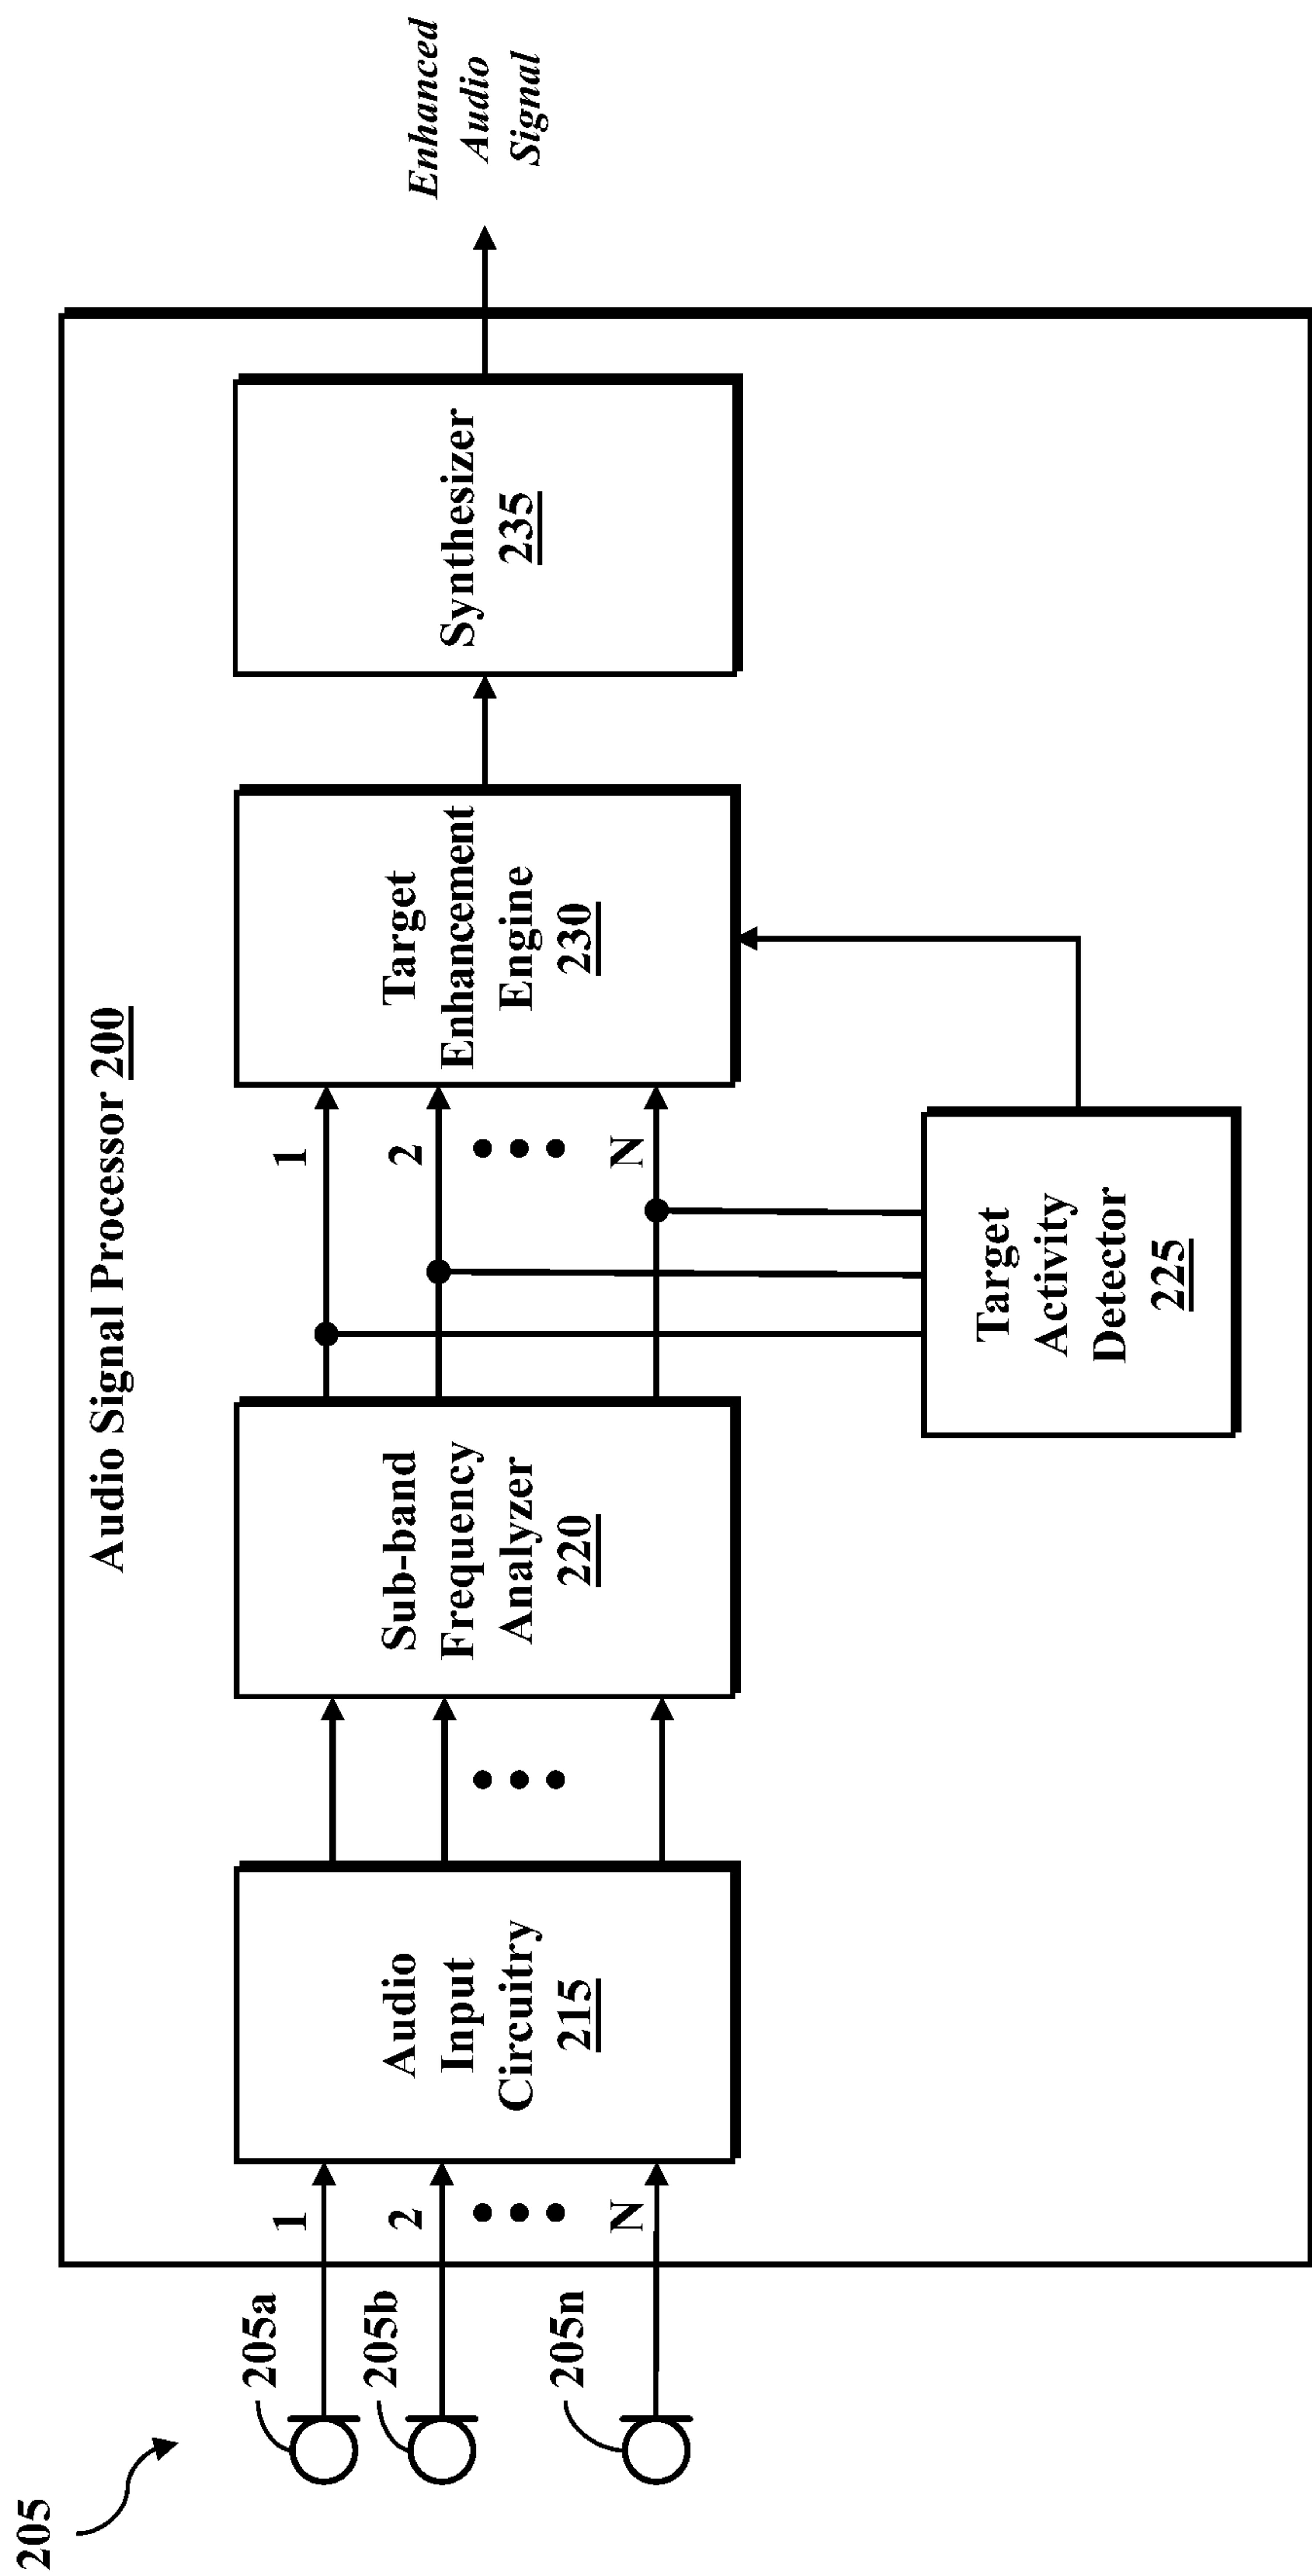 Audio Signal Processor 200
205
205a
205b
205n
1
2
N
Audio
Input
Circuitry
215
Sub-band
Frequency
Analyzer
220
1
2
N
Target
Activity
Detector
225
Target
Enhancement
Engine
230
Synthesizer
235
Enhanced
Audio
Signal